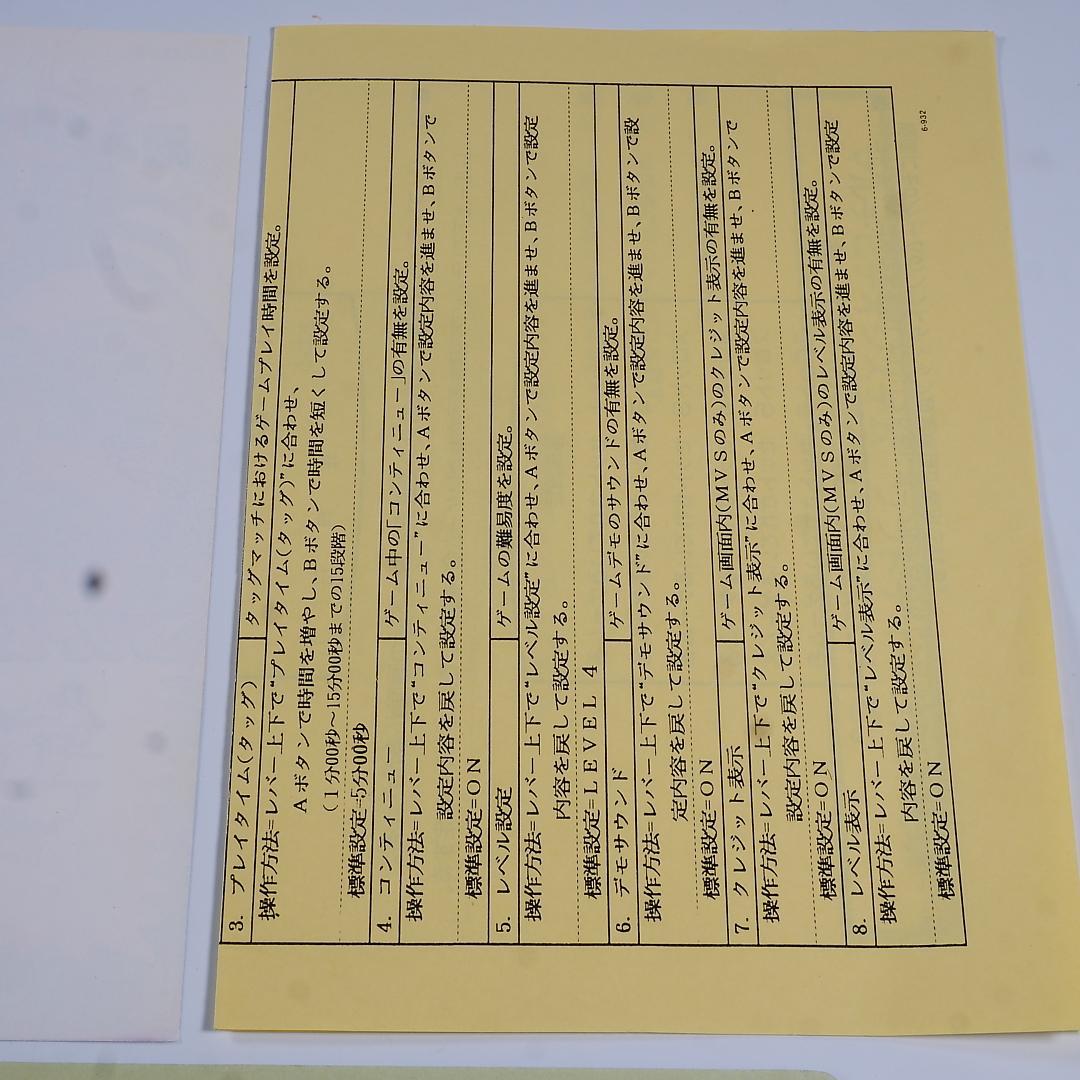 3. プレイタイム(タッグ) タッグマッチにおけるゲームプレイ時間を設定。
操作方法=レバー上下で“プレイタイム(タッグ)”に合わせ、
Aボタンで時間を増やし、Bボタンで時間を短くして設定する。
(1分00秒〜15分00秒までの15段階)
標準設定=5分00秒
4. コンティニュー ゲーム中の「コンティニュー」の有無を設定。
操作方法=レバー上下で“コンティニュー”に合わせ、Aボタンで設定内容を進ませ、Bボタンで
設定内容を戻して設定する。
標準設定=ON
5. レベル設定 ゲームの難易度を設定。
操作方法=レバー上下で“レベル設定”に合わせ、Aボタンで設定内容を進ませ、Bボタンで設定
内容を戻して設定する。
標準設定=LEVEL 4
6. デモサウンド ゲームデモのサウンドの有無を設定。
操作方法=レバー上下で“デモサウンド”に合わせ、Aボタンで設定内容を進ませ、Bボタンで設
定内容を戻して設定する。
標準設定=ON
7. クレジット表示 ゲーム画面内(MVSのみ)のクレジット表示の有無を設定。
操作方法=レバー上下で“クレジット表示”に合わせ、Aボタンで設定内容を進ませ、Bボタンで
設定内容を戻して設定する。
標準設定=ON
8. レベル表示 ゲーム画面内(MVSのみ)のレベル表示の有無を設定。
操作方法=レバー上下で“レベル表示”に合わせ、Aボタンで設定内容を進ませ、Bボタンで設定
内容を戻して設定する。
標準設定=ON
6-932